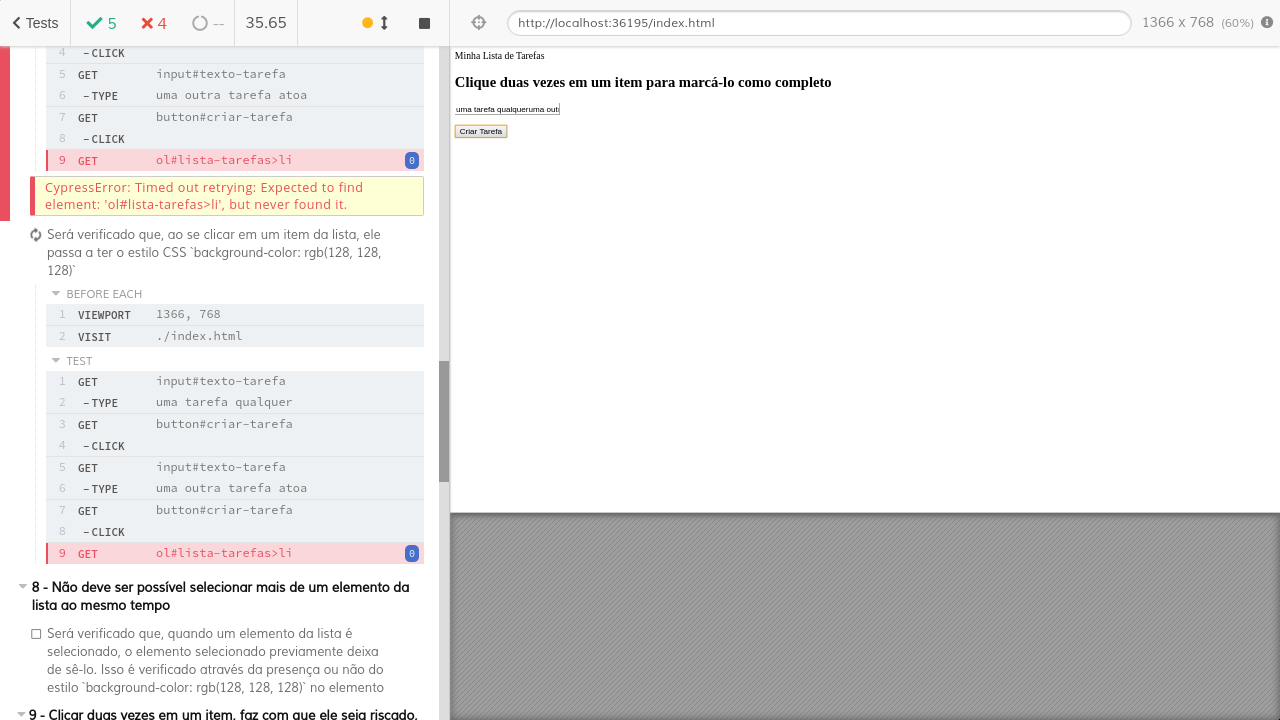 Tests
5
4
--
35.65
4 -CLICK
5 GET input#texto-tarefa
6 -TYPE uma outra tarefa atoa
7 GET button#criar-tarefa
8 -CLICK
9 GET ol#lista-tarefas>li 0
CypressError: Timed out retrying: Expected to find
element: 'ol#lista-tarefas>li', but never found it.
Será verificado que, ao se clicar em um item da lista, ele
passa a ter o estilo CSS `background-color: rgb(128, 128,
128)`
BEFORE EACH
1 VIEWPORT 1366, 768
2 VISIT ./index.html
TEST
1 GET input#texto-tarefa
2 -TYPE uma tarefa qualquer
3 GET button#criar-tarefa
4 -CLICK
5 GET input#texto-tarefa
6 -TYPE uma outra tarefa atoa
7 GET button#criar-tarefa
8 -CLICK
9 GET ol#lista-tarefas>li 0
8 - Não deve ser possível selecionar mais de um elemento da
lista ao mesmo tempo
Será verificado que, quando um elemento da lista é
selecionado, o elemento selecionado previamente deixa
de sê-lo. Isso é verificado através da presença ou não do
estilo `background-color: rgb(128, 128, 128)` no elemento
9 - Clicar duas vezes em um item, faz com que ele seja riscado,
http://localhost:36195/index.html
1366 x 768 (60%)
Minha Lista de Tarefas
Clique duas vezes em um item para marcá-lo como completo
uma tarefa qualqueruma out
Criar Tarefa